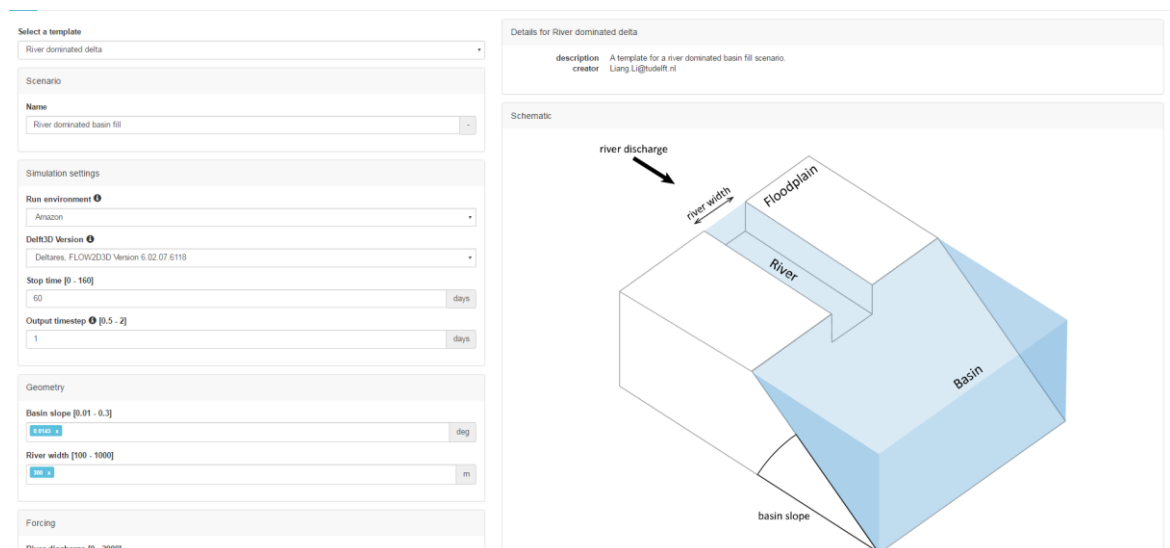 Select a template
River dominated delta
Scenario
Name
River dominated basin fill
-
Simulation settings
Run environment
Amazon
Delft3D Version
Deltares, FLOW2D3D Version 6.02.07.6118
Stop time [0 - 160]
60 days
Output timestep [0.5 - 2]
1 days
Geometry
Basin slope [0.01 - 0.3]
x deg
River width [100 - 1000]
300 x m
Forcing
River discharge [0 - 2000]
Details for River dominated delta
description A template for a river dominated basin fill scenario.
creator Liang.Li@tudelft.nl
Schematic
river discharge
river width
Floodplain
River
Basin
basin slope